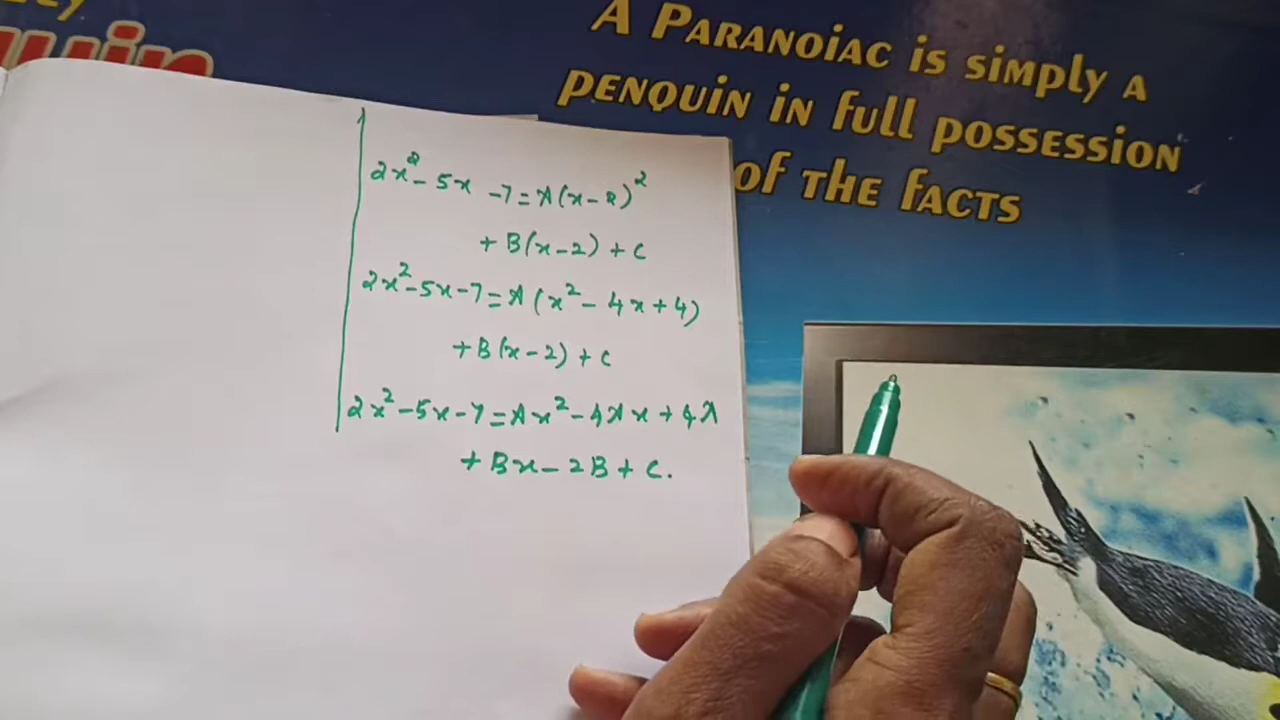 A PARANOIAC is simply A
PENQUIN IN full POSSESSION
of THE FACTS
2x² - 5x - 7 = A(x - 2)²
+ B(x - 2) + C
2x² - 5x - 7 = A(x² - 4x + 4)
+ B(x - 2) + C
2x² - 5x - 7 = Ax² - 4Ax + 4A
+ Bx - 2B + C.